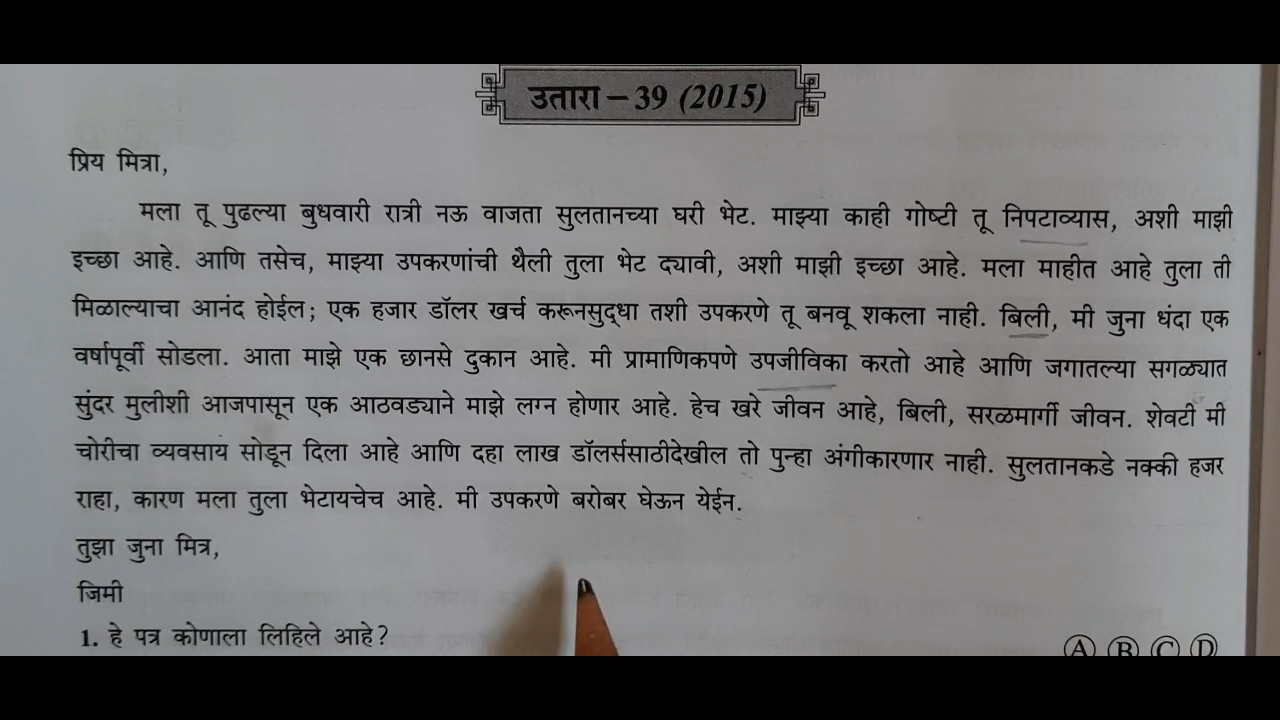 उतारा – 39 (2015)
प्रिय मित्रा,
मला तू पुढल्या बुधवारी रात्री नऊ वाजता सुलतानच्या घरी भेट. माझ्या काही गोष्टी तू निपटाव्यास, अशी माझी
इच्छा आहे. आणि तसेच, माझ्या उपकरणांची थैली तुला भेट द्यावी, अशी माझी इच्छा आहे. मला माहीत आहे तुला ती
मिळाल्याचा आनंद होईल; एक हजार डॉलर खर्च करूनसुद्धा तशी उपकरणे तू बनवू शकला नाही. बिली, मी जुना धंदा एक
वर्षापूर्वी सोडला. आता माझे एक छानसे दुकान आहे. मी प्रामाणिकपणे उपजीविका करतो आहे आणि जगातल्या सगळ्यात
सुंदर मुलीशी आजपासून एक आठवड्याने माझे लग्न होणार आहे. हेच खरे जीवन आहे, बिली, सरळमार्गी जीवन. शेवटी मी
चोरीचा व्यवसाय सोडून दिला आहे आणि दहा लाख डॉलर्ससाठीदेखील तो पुन्हा अंगीकारणार नाही. सुलतानकडे नक्की हजर
राहा, कारण मला तुला भेटायचेच आहे. मी उपकरणे बरोबर घेऊन येईन.
तुझा जुना मित्र,
जिमी
1. हे पत्र कोणाला लिहिले आहे? A B C D